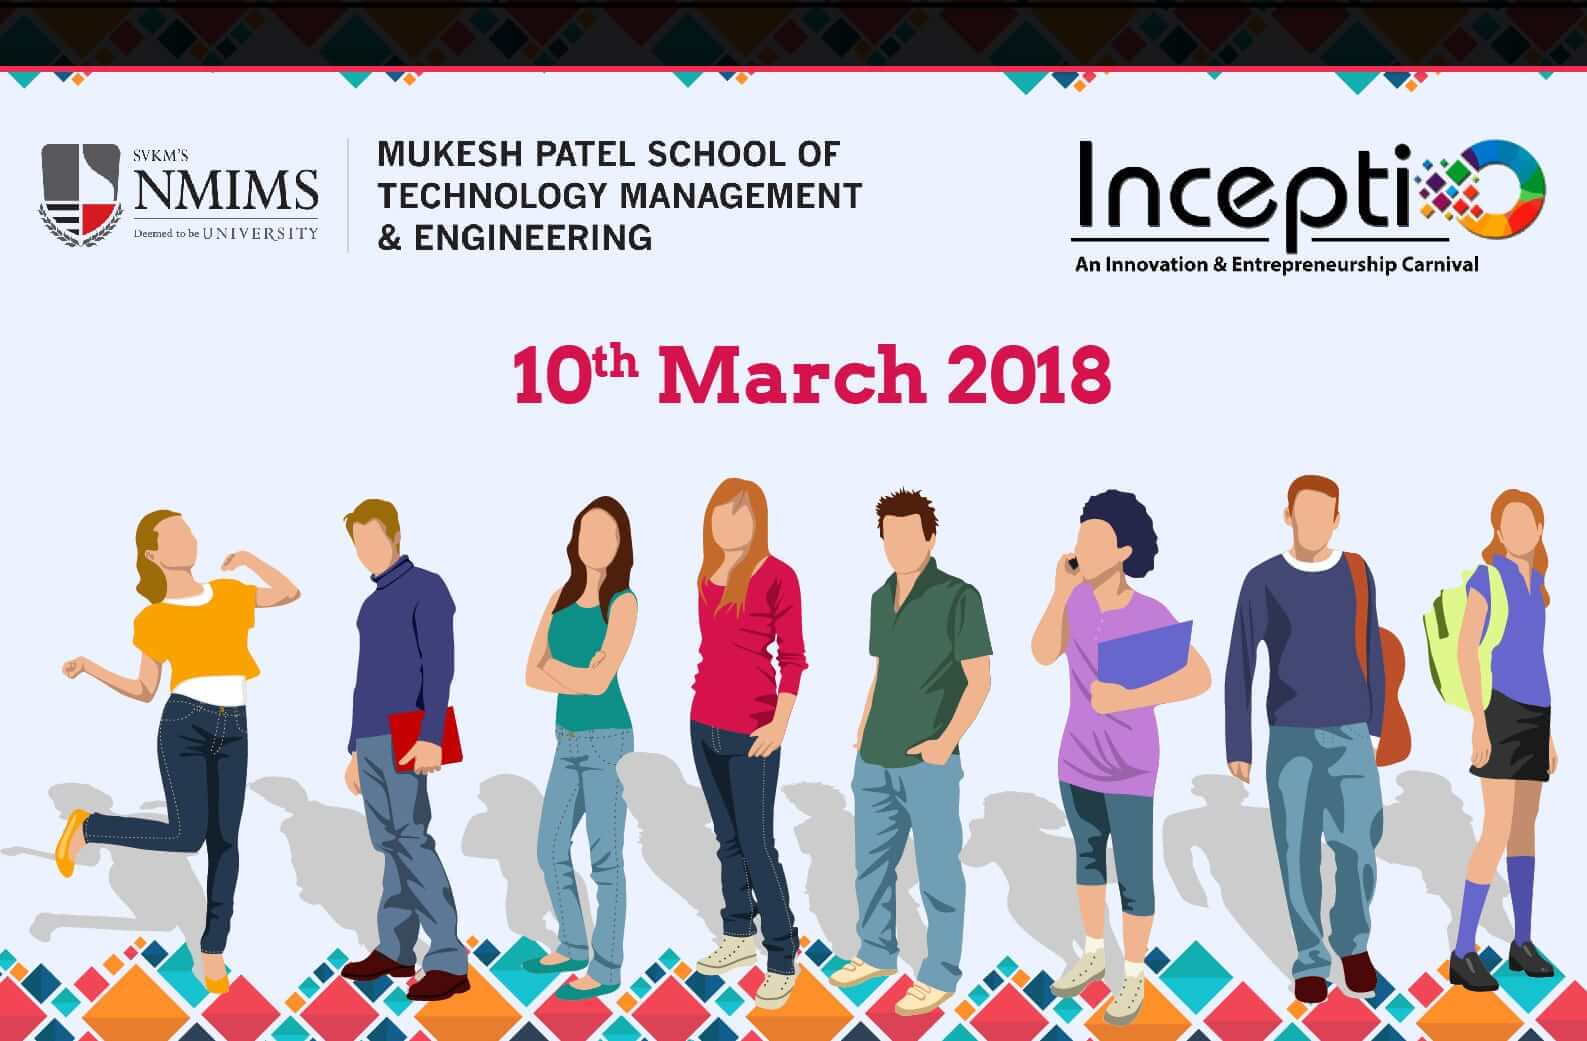 SVKM'S
NMIMS
Deemed to be UNIVERSITY
MUKESH PATEL SCHOOL OF
TECHNOLOGY MANAGEMENT
& ENGINEERING
InceptiO
An Innovation & Entrepreneurship Carnival
10th March 2018